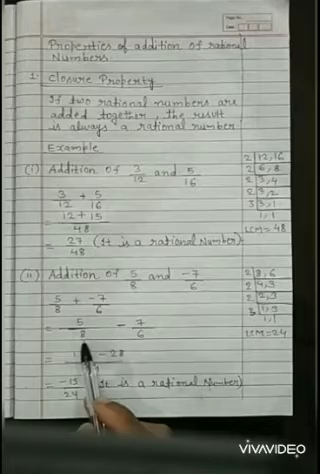 Properties of addition of rational
Numbers
1. Closure Property
If two rational numbers are
added together, the result
is always a rational number
Example
(i) Addition of 3/12 and 5/16
3/12 + 5/16
= 12 + 15 / 48
= 27/48 (It is a rational Number)
2 | 12, 16
2 | 6, 8
2 | 3, 4
2 | 3, 2
3 | 3, 1
1, 1
LCM = 48
(ii) Addition of 5/8 and -7/6
5/8 + -7/6
= 5/8 - 7/6
- 28
= -13/24 It is a rational Number)
2 | 8, 6
2 | 4, 3
2 | 2, 3
3 | 1, 3
1, 1
LCM = 24
VIVAVIDEO